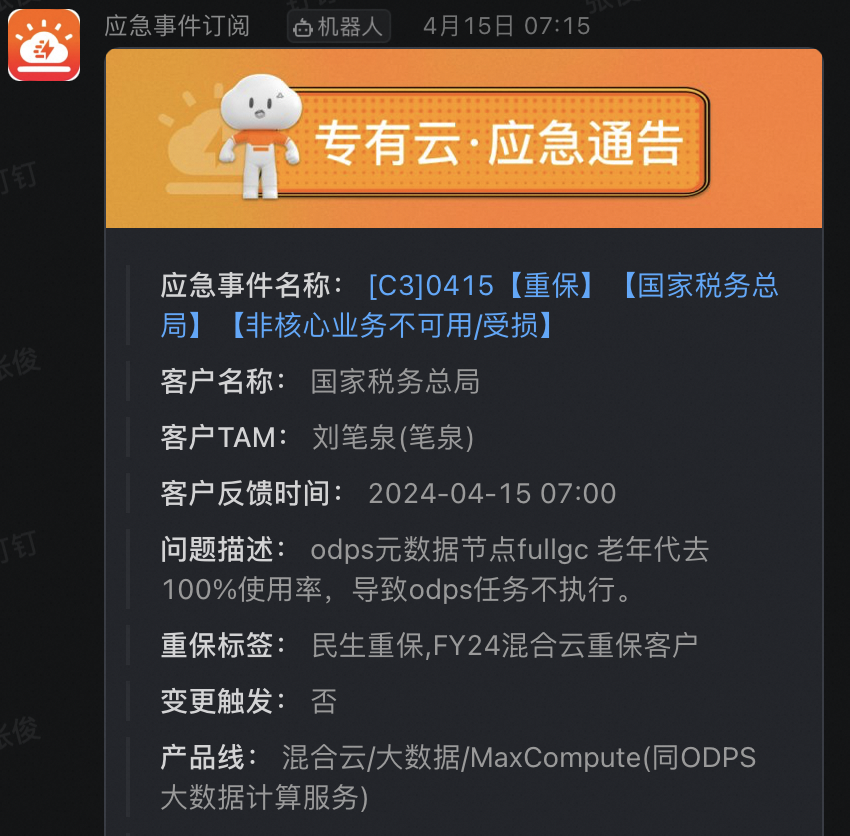 应急事件订阅 机器人 4月15日 07:15
专有云·应急通告
应急事件名称： [C3]0415【重保】【国家税务总
局】【非核心业务不可用/受损】
客户名称： 国家税务总局
客户TAM： 刘笔泉(笔泉)
客户反馈时间： 2024-04-15 07:00
问题描述： odps元数据节点fullgc 老年代去
100%使用率，导致odps任务不执行。
重保标签： 民生重保,FY24混合云重保客户
变更触发： 否
产品线： 混合云/大数据/MaxCompute(同ODPS
大数据计算服务)